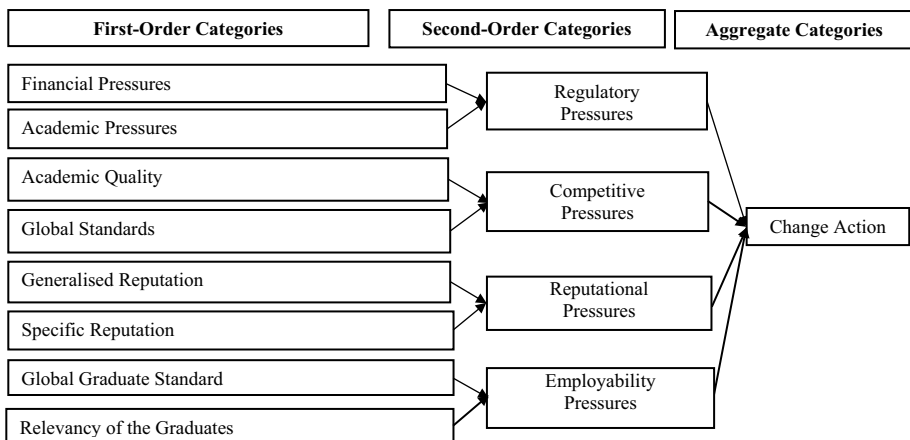 First-Order Categories
Second-Order Categories
Aggregate Categories
Financial Pressures
Academic Pressures
Academic Quality
Global Standards
Generalised Reputation
Specific Reputation
Global Graduate Standard
Relevancy of the Graduates
Regulatory
Pressures
Competitive
Pressures
Reputational
Pressures
Employability
Pressures
Change Action